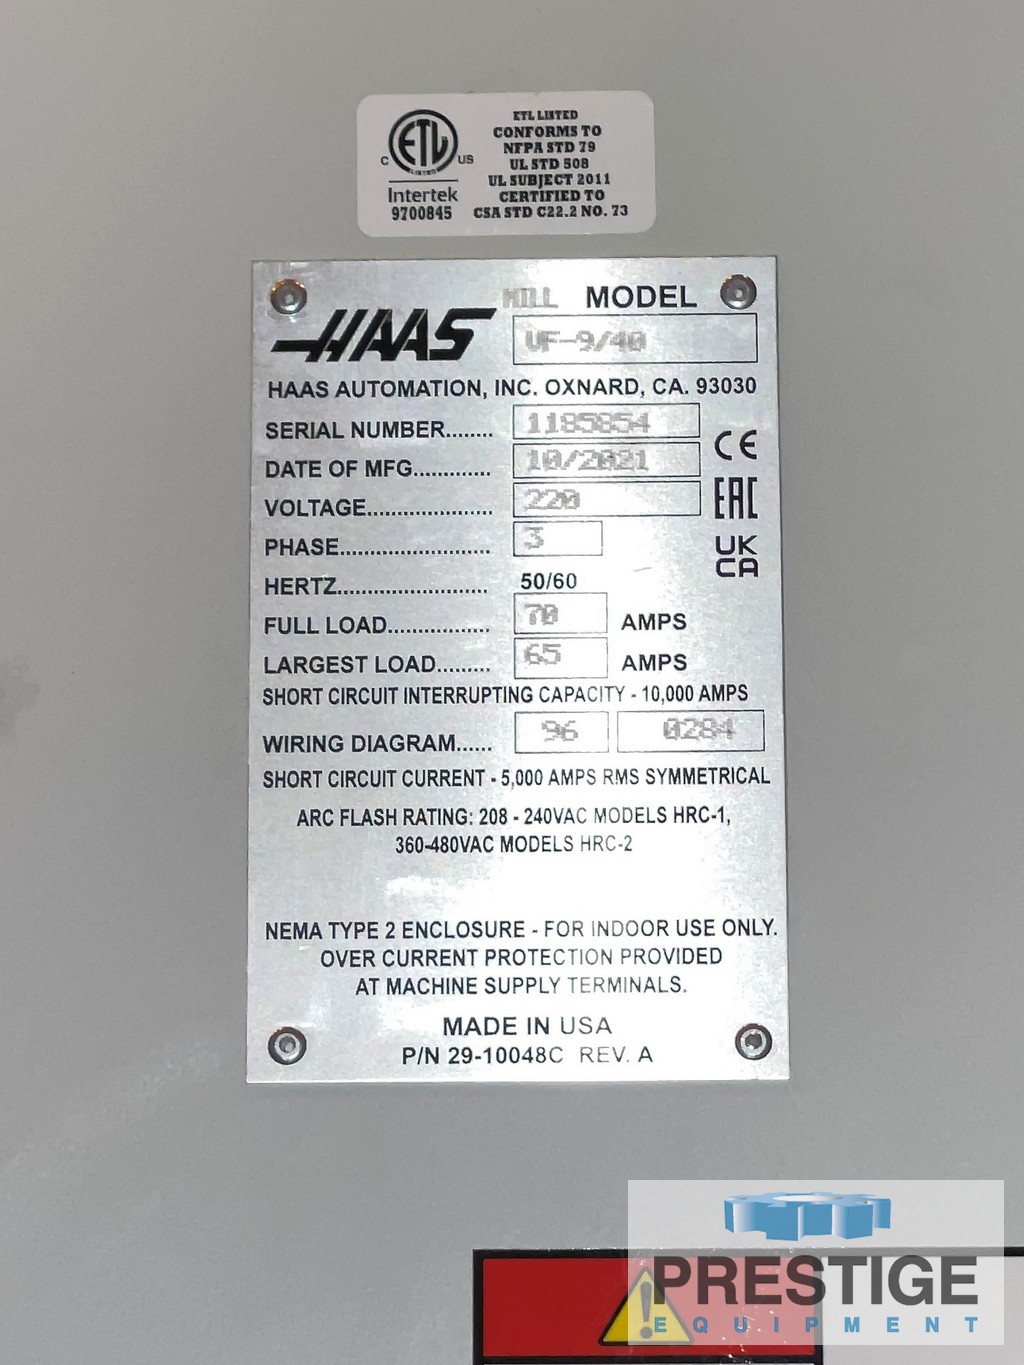 ETL LISTED
CONFORMS TO
NFPA STD 79
UL STD 508
UL SUBJECT 2011
CERTIFIED TO
CSA STD C22.2 NO. 73
C ETL US
LISTED
Intertek
9700845
MILL MODEL
HAAS
VF-9/40
HAAS AUTOMATION, INC. OXNARD, CA. 93030
SERIAL NUMBER........ 1185854
DATE OF MFG............. 10/2021
VOLTAGE..................... 220
PHASE......................... 3
HERTZ......................... 50/60
FULL LOAD................. 70 AMPS
LARGEST LOAD......... 65 AMPS
CE
EAC
UK
CA
SHORT CIRCUIT INTERRUPTING CAPACITY - 10,000 AMPS
WIRING DIAGRAM...... 96 0284
SHORT CIRCUIT CURRENT - 5,000 AMPS RMS SYMMETRICAL
ARC FLASH RATING: 208 - 240VAC MODELS HRC-1,
360-480VAC MODELS HRC-2
NEMA TYPE 2 ENCLOSURE - FOR INDOOR USE ONLY.
OVER CURRENT PROTECTION PROVIDED
AT MACHINE SUPPLY TERMINALS.
MADE IN USA
P/N 29-10048C REV. A
PRESTIGE
EQUIPMENT